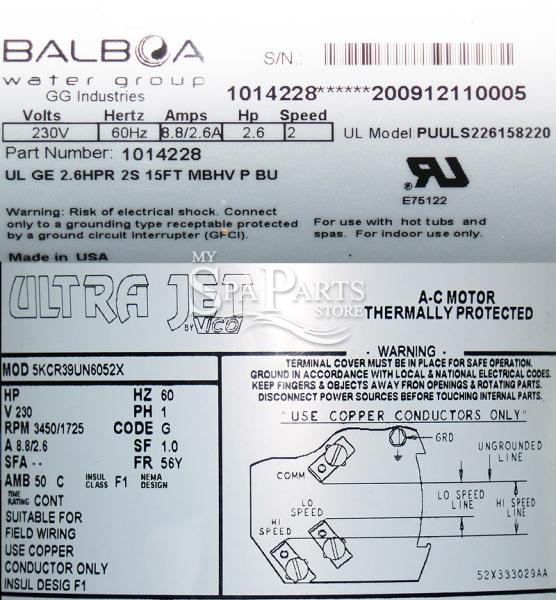 BALBOA
water group
GG Industries
S/N.:
1014228******200912110005
Volts Hertz Amps Hp Speed
230V 60Hz 8.8/2.6A 2.6 2
UL Model PUULS226158220
Part Number: 1014228
UL GE 2.6HPR 2S 15FT MBHV P BU
E75122
Warning: Risk of electrical shock. Connect
only to a grounding type receptable protected
by a ground circuit interrupter (GFCI).
For use with hot tubs and
spas. For indoor use only.
Made in USA
MY
SPA PARTS
STORE
ULTRA JET
BY VICO
A-C MOTOR
THERMALLY PROTECTED
MOD 5KCR39UN6052X
HP HZ 60
V 230 PH 1
RPM 3450/1725 CODE G
A 8.8/2.6 SF 1.0
SFA -- FR 56Y
AMB 50 C INSUL CLASS F1 NEMA DESIGN
TIME RATING CONT
SUITABLE FOR
FIELD WIRING
USE COPPER
CONDUCTOR ONLY
INSUL DESIG F1
- WARNING -
TERMINAL COVER MUST BE IN PLACE FOR SAFE OPERATION.
GROUND IN ACCORDANCE WITH LOCAL & NATIONAL ELECTRICAL CODES.
KEEP FINGERS & OBJECTS AWAY FRON OPENINGS & ROTATING PARTS.
DISCONNECT POWER SOURCES BEFORE TOUCHING INTERNAL PARTS.
"USE COPPER CONDUCTORS ONLY"
GRD
UNGROUNDED
LINE
COMM
LO
SPEED
LO SPEED
LINE
HI SPEED
LINE
HI
SPEED
52X333029AA